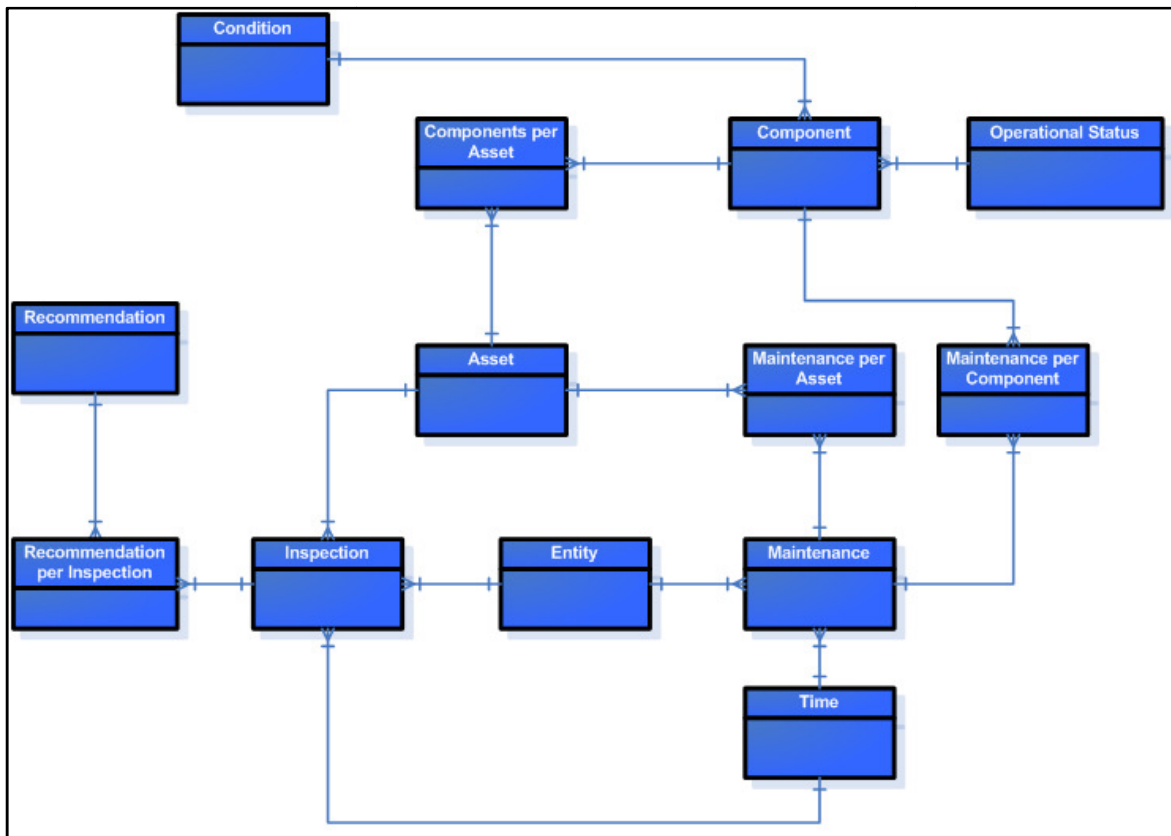 Condition
Components per
Asset
Component
Operational Status
Recommendation
Asset
Maintenance per
Asset
Maintenance per
Component
Recommendation
per Inspection
Inspection
Entity
Maintenance
Time